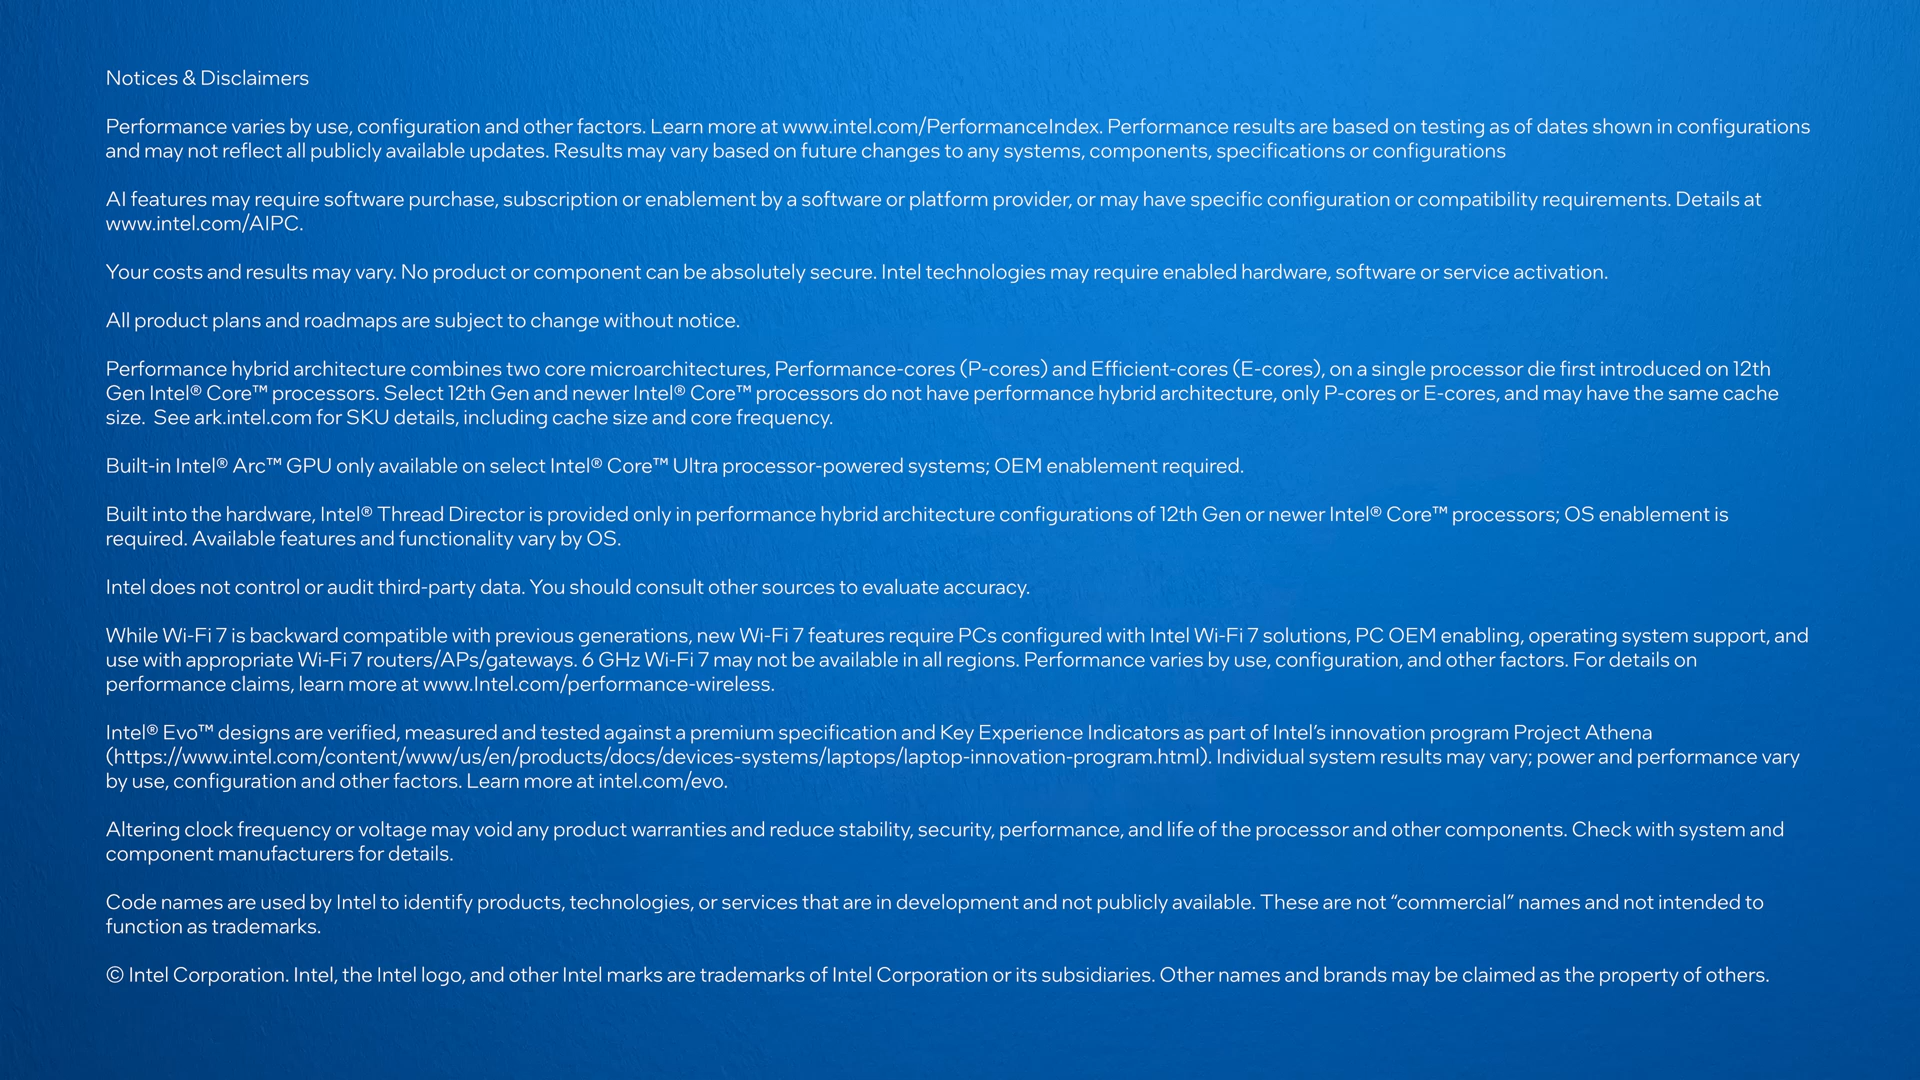 Notices & Disclaimers
Performance varies by use, configuration and other factors. Learn more at www.intel.com/PerformanceIndex. Performance results are based on testing as of dates shown in configurations
and may not reflect all publicly available updates. Results may vary based on future changes to any systems, components, specifications or configurations
AI features may require software purchase, subscription or enablement by a software or platform provider, or may have specific configuration or compatibility requirements. Details at
www.intel.com/AIPC.
Your costs and results may vary. No product or component can be absolutely secure. Intel technologies may require enabled hardware, software or service activation.
All product plans and roadmaps are subject to change without notice.
Performance hybrid architecture combines two core microarchitectures, Performance-cores (P-cores) and Efficient-cores (E-cores), on a single processor die first introduced on 12th
Gen Intel® Core™ processors. Select 12th Gen and newer Intel® Core™ processors do not have performance hybrid architecture, only P-cores or E-cores, and may have the same cache
size.  See ark.intel.com for SKU details, including cache size and core frequency.
Built-in Intel® Arc™ GPU only available on select Intel® Core™ Ultra processor-powered systems; OEM enablement required.
Built into the hardware, Intel® Thread Director is provided only in performance hybrid architecture configurations of 12th Gen or newer Intel® Core™ processors; OS enablement is
required. Available features and functionality vary by OS.
Intel does not control or audit third-party data. You should consult other sources to evaluate accuracy.
While Wi-Fi 7 is backward compatible with previous generations, new Wi-Fi 7 features require PCs configured with Intel Wi-Fi 7 solutions, PC OEM enabling, operating system support, and
use with appropriate Wi-Fi 7 routers/APs/gateways. 6 GHz Wi-Fi 7 may not be available in all regions. Performance varies by use, configuration, and other factors. For details on
performance claims, learn more at www.Intel.com/performance-wireless.
Intel® Evo™ designs are verified, measured and tested against a premium specification and Key Experience Indicators as part of Intel’s innovation program Project Athena
(https://www.intel.com/content/www/us/en/products/docs/devices-systems/laptops/laptop-innovation-program.html). Individual system results may vary; power and performance vary
by use, configuration and other factors. Learn more at intel.com/evo.
Altering clock frequency or voltage may void any product warranties and reduce stability, security, performance, and life of the processor and other components. Check with system and
component manufacturers for details.
Code names are used by Intel to identify products, technologies, or services that are in development and not publicly available. These are not “commercial” names and not intended to
function as trademarks.
© Intel Corporation. Intel, the Intel logo, and other Intel marks are trademarks of Intel Corporation or its subsidiaries. Other names and brands may be claimed as the property of others.